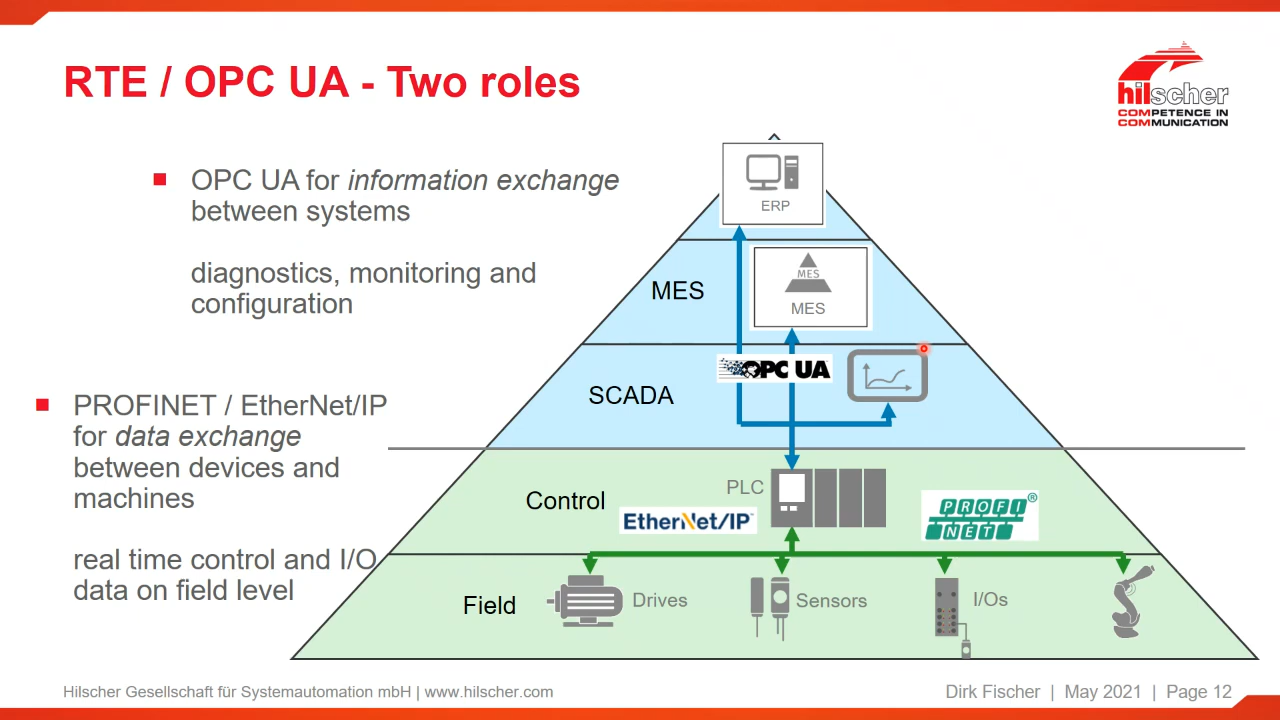 RTE / OPC UA - Two roles
hilscher
COMPETENCE IN
COMMUNICATION
OPC UA for information exchange
between systems
diagnostics, monitoring and
configuration
PROFINET / EtherNet/IP
for data exchange
between devices and
machines
real time control and I/O
data on field level
ERP
MES
MES
MES
OPC UA
SCADA
PLC
Control
EtherNet/IP™
PROFI
NET
®
Field
Drives
Sensors
I/Os
Hilscher Gesellschaft für Systemautomation mbH | www.hilscher.com
Dirk Fischer | May 2021 | Page 12